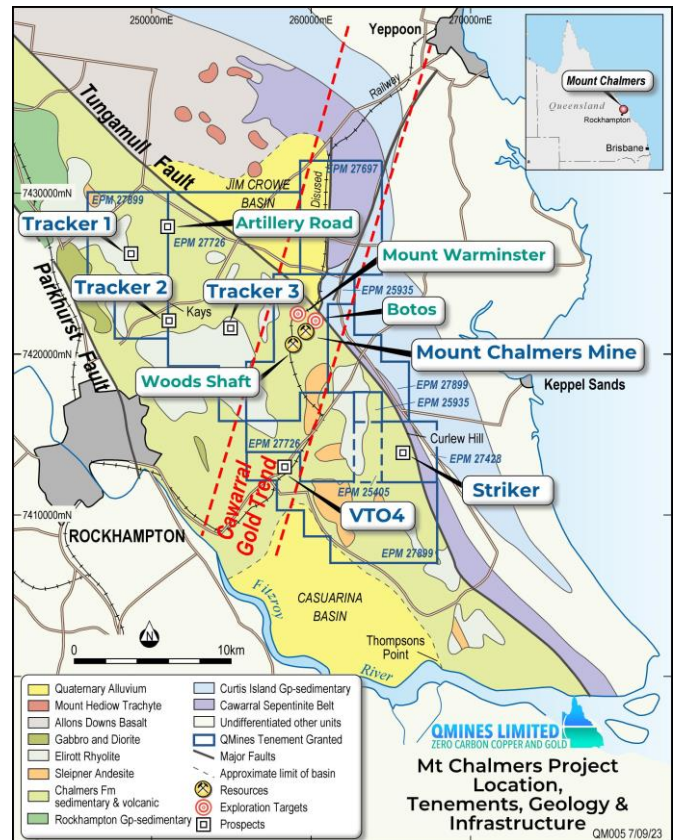 250000mE
260000mE
270000mE
Yeppoon
Railway
Mount Chalmers
Queensland
Rockhampton
Brisbane
Tungamull Fault
7430000mN
EPM 27899
JIM CROWE
BASIN
Disused
EPM 27697
Tracker 1
Artillery Road
EPM 27726
Mount Warminster
EPM 25935
Tracker 2
Kays
Tracker 3
Botos
Parkhurst Fault
7420000mN
Mount Chalmers Mine
Woods Shaft
EPM 27899
Keppel Sands
EPM 25935
Curlew Hill
EPM 27726
EPM 27428
Cawarral
Gold Trend
Striker
EPM 25405
VTO4
7410000mN
ROCKHAMPTON
EPM 27899
Fitzroy
CASUARINA
BASIN
N
0
10km
Thompsons
Point
River
Quaternary Alluvium
Mount Hediow Trachyte
Allons Downs Basalt
Gabbro and Diorite
Elirott Rhyolite
Sleipner Andesite
Chalmers Fm
sedimentary & volcanic
Rockhampton Gp-sedimentary
Curtis Island Gp-sedimentary
Cawarral Sepentinite Belt
Undifferentiated other units
QMines Tenement Granted
Major Faults
Approximate limit of basin
Resources
Exploration Targets
Prospects
QMINES LIMITED
ZERO CARBON COPPER AND GOLD
Mt Chalmers Project
Location,
Tenements, Geology &
Infrastructure
QM005 7/09/23